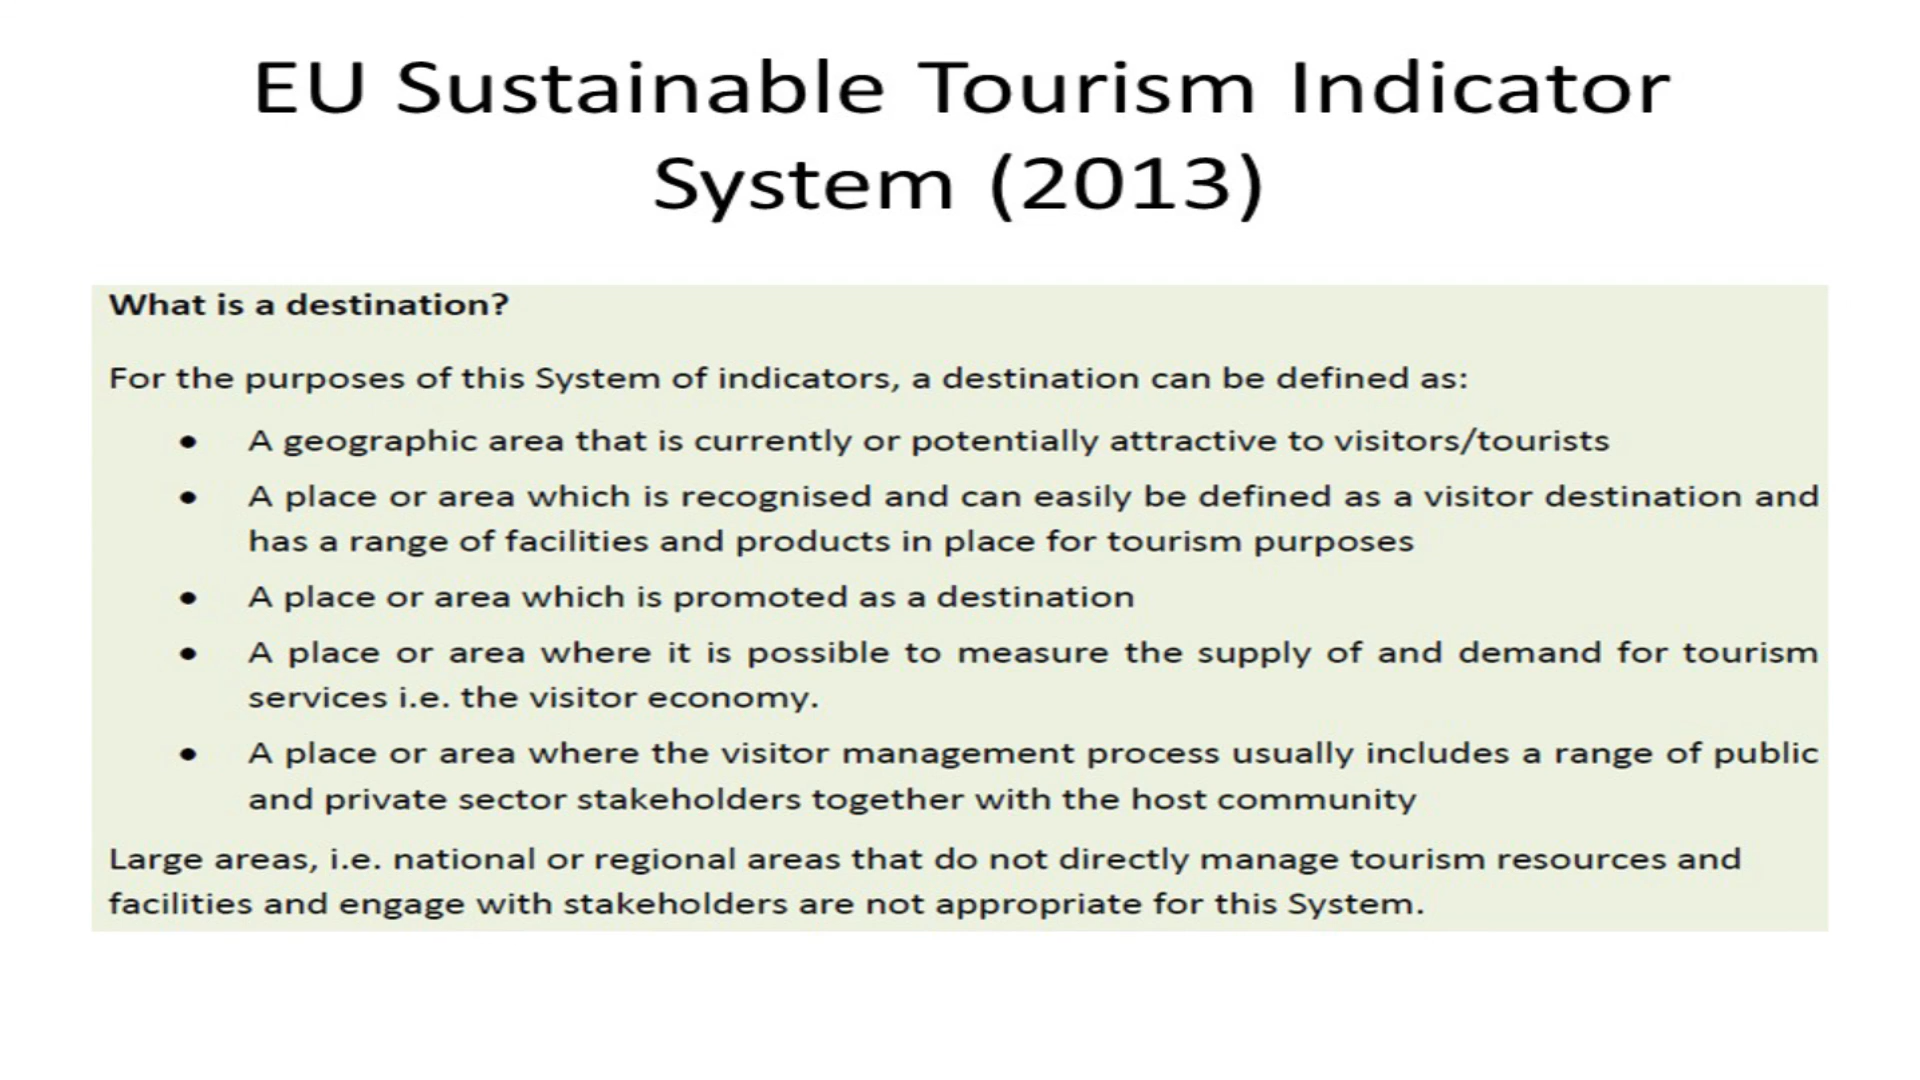 EU Sustainable Tourism Indicator
System (2013)
What is a destination?
For the purposes of this System of indicators, a destination can be defined as:
• A geographic area that is currently or potentially attractive to visitors/tourists
• A place or area which is recognised and can easily be defined as a visitor destination and
has a range of facilities and products in place for tourism purposes
• A place or area which is promoted as a destination
• A place or area where it is possible to measure the supply of and demand for tourism
services i.e. the visitor economy.
• A place or area where the visitor management process usually includes a range of public
and private sector stakeholders together with the host community
Large areas, i.e. national or regional areas that do not directly manage tourism resources and
facilities and engage with stakeholders are not appropriate for this System.